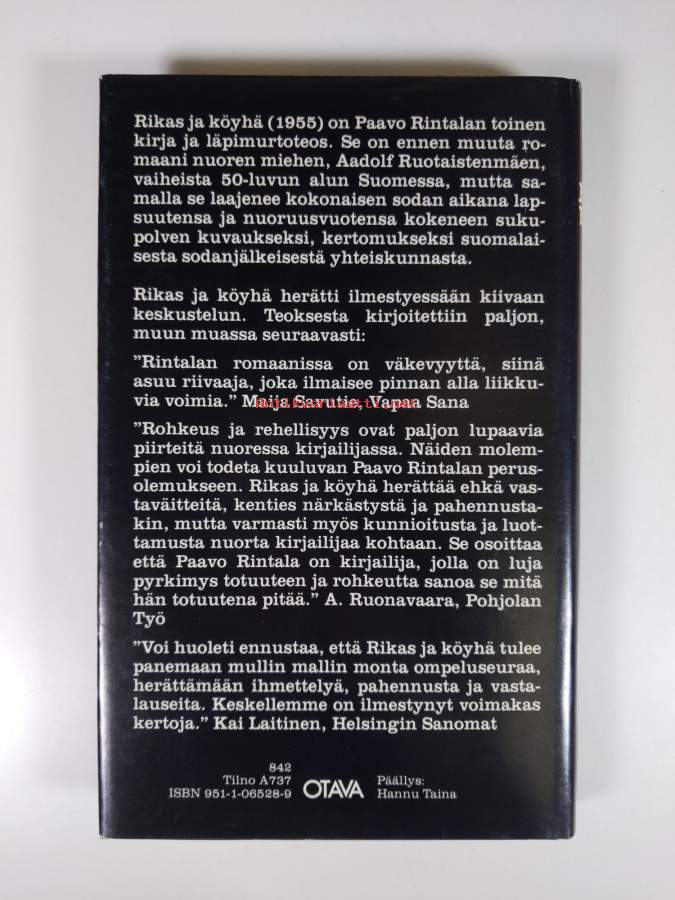 Rikas ja köyhä (1955) on Paavo Rintalan toinen
kirja ja läpimurtoteos. Se on ennen muuta ro-
maani nuoren miehen, Aadolf Ruotaistenmäen,
vaiheista 50-luvun alun Suomessa, mutta sa-
malla se laajenee kokonaisen sodan aikana lap-
suutensa ja nuoruusvuotensa kokeneen suku-
polven kuvaukseksi, kertomukseksi suomalai-
sesta sodanjälkeisestä yhteiskunnasta.
Rikas ja köyhä herätti ilmestyessään kiivaan
keskustelun. Teoksesta kirjoitettiin paljon,
muun muassa seuraavasti:
”Rintalan romaanissa on väkevyyttä, siinä
asuu riivaaja, joka ilmaisee pinnan alla liikku-
via voimia.” Maija Savutie, Vapaa Sana
”Rohkeus ja rehellisyys ovat paljon lupaavia
piirteitä nuoressa kirjailijassa. Näiden molem-
pien voi todeta kuuluvan Paavo Rintalan perus-
olemukseen. Rikas ja köyhä herättää ehkä vas-
taväitteitä, kenties närkästystä ja pahennusta-
kin, mutta varmasti myös kunnioitusta ja luot-
tamusta nuorta kirjailijaa kohtaan. Se osoittaa
että Paavo Rintala on kirjailija, jolla on luja
pyrkimys totuuteen ja rohkeutta sanoa se mitä
hän totuutena pitää.” A. Ruonavaara, Pohjolan
Työ
”Voi huoleti ennustaa, että Rikas ja köyhä tulee
panemaan mullin mallin monta ompeluseuraa,
herättämään ihmettelyä, pahennusta ja vasta-
lauseita. Keskellemme on ilmestynyt voimakas
kertoja.” Kai Laitinen, Helsingin Sanomat
842
Tilno A737
ISBN 951-1-06528-9
OTAVA
Päällys:
Hannu Taina